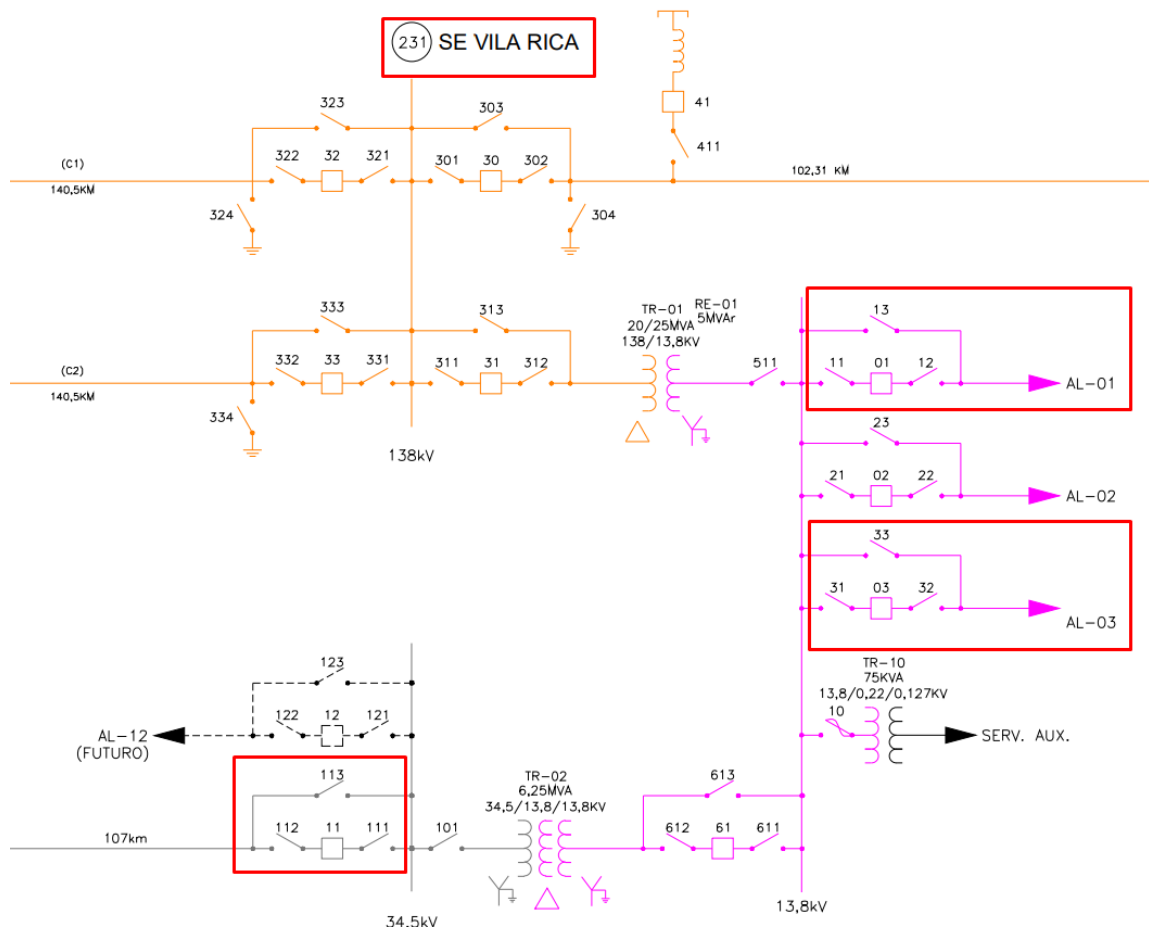 231 SE VILA RICA
41
411
323
303
(C1)
140,5KM
322 32 321
301 30 302
102,31 KM
324
304
333
313
TR-01
20/25MVA
138/13,8KV
RE-01
5MVAr
(C2)
140,5KM
332 33 331
311 31 312
511
334
138kV
13
11 01 12
AL-01
23
21 02 22
AL-02
33
31 03 32
AL-03
TR-10
75KVA
13,8/0,22/0,127KV
10
SERV. AUX.
123
122 12 121
AL-12
(FUTURO)
113
107km
112 11 111
101
TR-02
6,25MVA
34,5/13,8/13,8KV
613
612 61 611
34,5kV
13,8kV